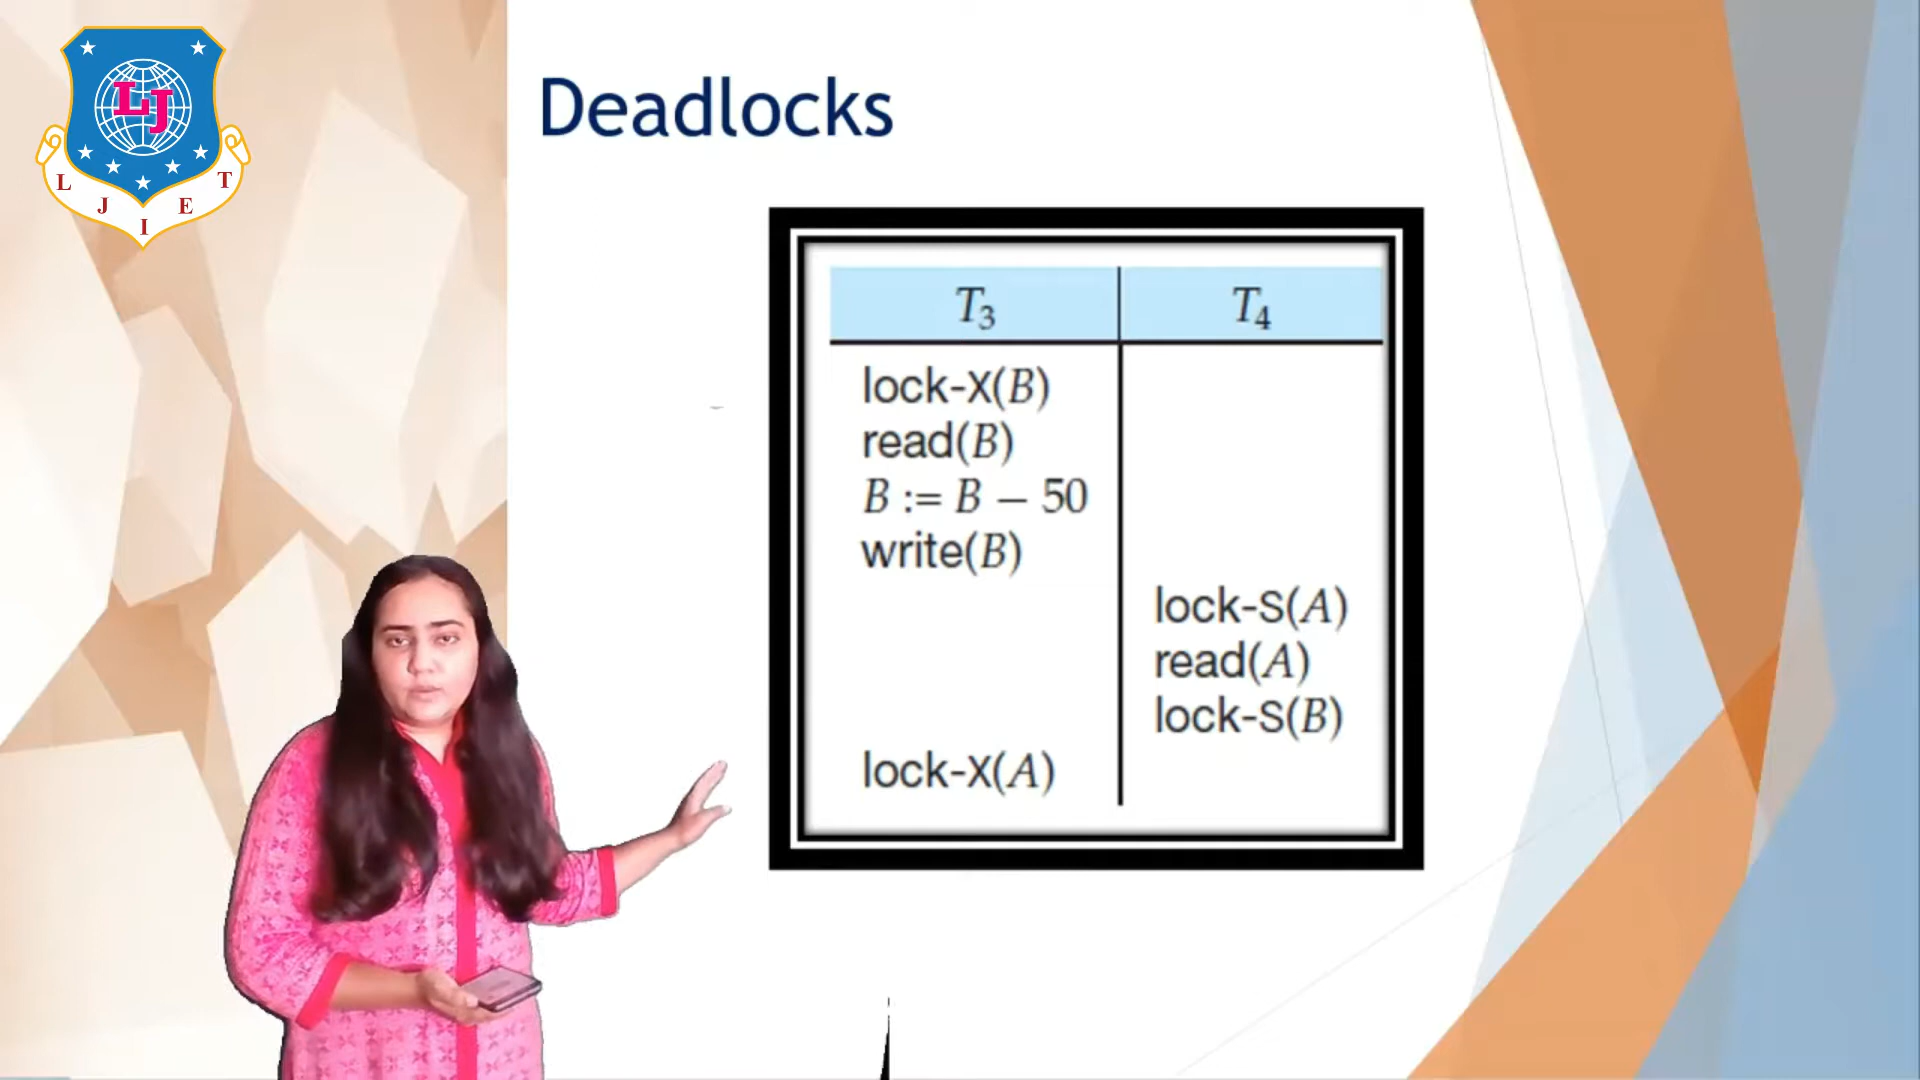 LJ
L J I E T
Deadlocks
T3 T4
lock-X(B)
read(B)
B := B − 50
write(B)
lock-S(A)
read(A)
lock-S(B)
lock-X(A)